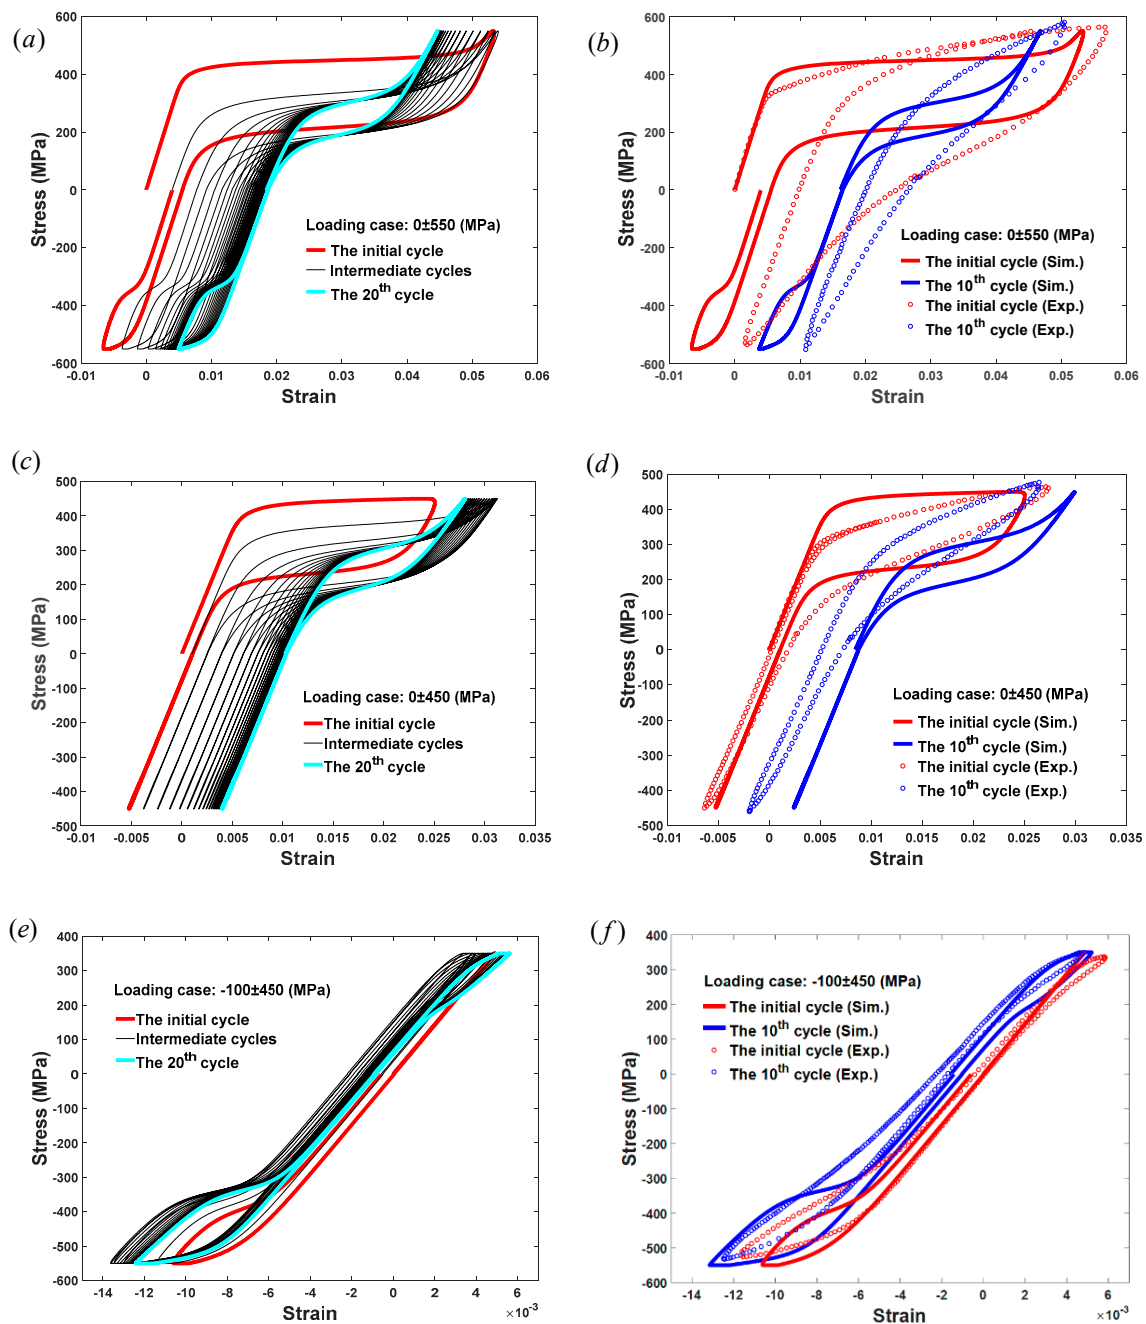 (a)
600
400
200
0
-200
-400
-600
Stress (MPa)
Loading case: 0±550 (MPa)
The initial cycle
Intermediate cycles
The 20th cycle
-0.01 0 0.01 0.02 0.03 0.04 0.05 0.06
Strain
(b)
600
400
200
0
-200
-400
-600
Stress (MPa)
Loading case: 0±550 (MPa)
The initial cycle (Sim.)
The 10th cycle (Sim.)
The initial cycle (Exp.)
The 10th cycle (Exp.)
-0.01 0 0.01 0.02 0.03 0.04 0.05 0.06
Strain
(c)
500
400
300
200
100
0
-100
-200
-300
-400
-500
Stress (MPa)
Loading case: 0±450 (MPa)
The initial cycle
Intermediate cycles
The 20th cycle
-0.01 -0.005 0 0.005 0.01 0.015 0.02 0.025 0.03 0.035
Strain
(d)
500
400
300
200
100
0
-100
-200
-300
-400
-500
Stress (MPa)
Loading case: 0±450 (MPa)
The initial cycle (Sim.)
The 10th cycle (Sim.)
The initial cycle (Exp.)
The 10th cycle (Exp.)
-0.01 -0.005 0 0.005 0.01 0.015 0.02 0.025 0.03 0.035
Strain
(e)
400
300
200
100
0
-100
-200
-300
-400
-500
-600
Stress (MPa)
Loading case: -100±450 (MPa)
The initial cycle
Intermediate cycles
The 20th cycle
-14 -12 -10 -8 -6 -4 -2 0 2 4 6
Strain
×10-3
(f)
400
300
200
100
0
-100
-200
-300
-400
-500
-600
Stress (MPa)
Loading case: -100±450 (MPa)
The initial cycle (Sim.)
The 10th cycle (Sim.)
The initial cycle (Exp.)
The 10th cycle (Exp.)
-14 -12 -10 -8 -6 -4 -2 0 2 4 6
Strain
×10-3